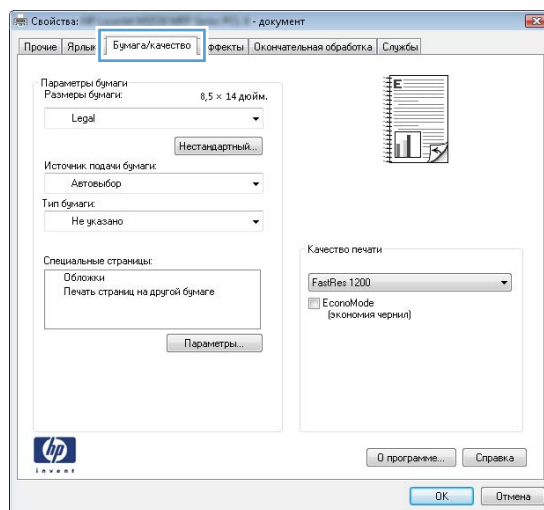 Свойства: - документ
Прочие Ярлык Бумага/качество ффекты Окончательная обработка Службы
Параметры бумаги
Размеры бумаги: 8,5 × 14 дюйм.
Legal
Нестандартный...
Источник подачи бумаги:
Автовыбор
Тип бумаги:
Не указано
Специальные страницы:
Обложки
Печать страниц на другой бумаге
Параметры...
E
Качество печати
FastRes 1200
EconoMode
(экономия чернил)
hp
invent
О программе... Справка
OK Отмена